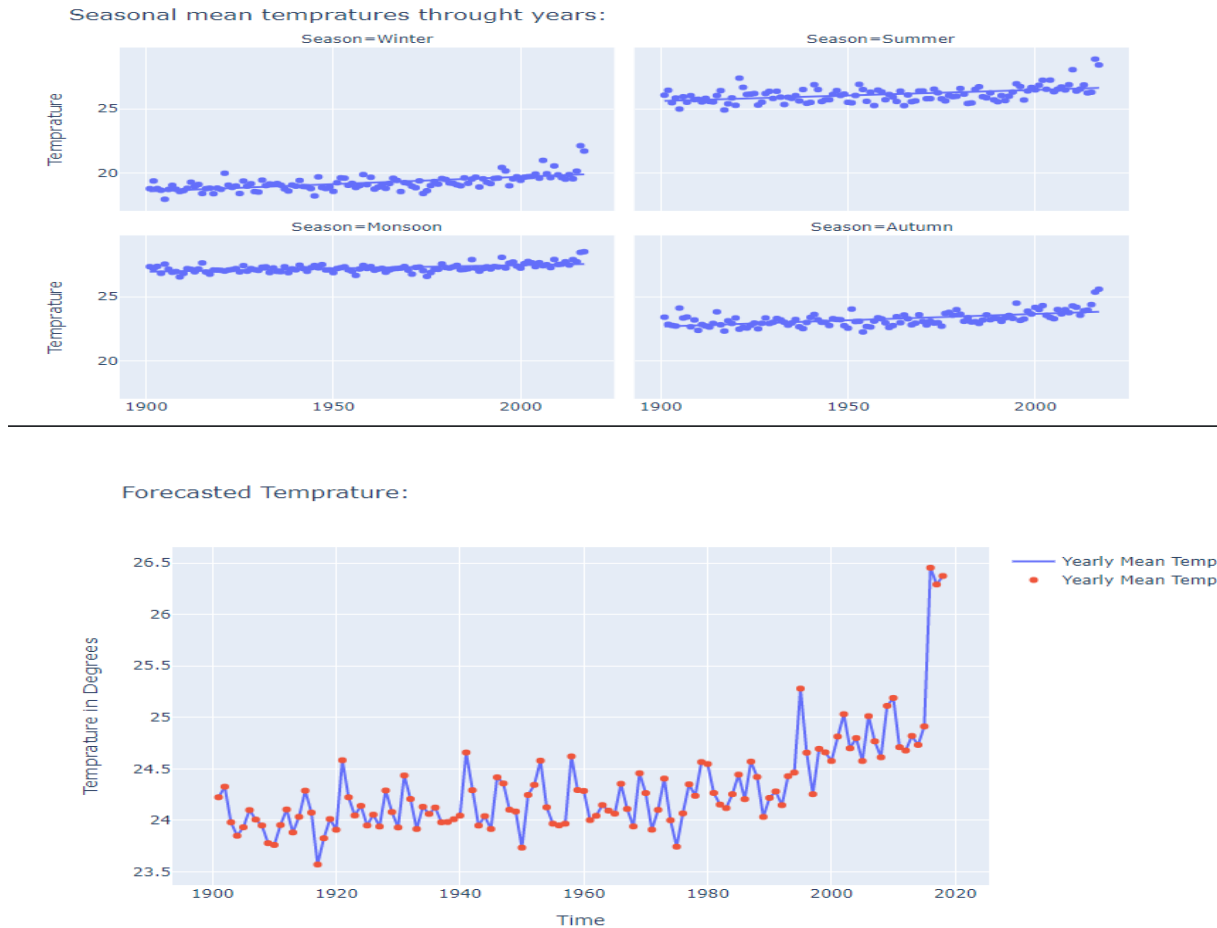 Seasonal mean tempratures throught years:
Season=Winter
Season=Summer
Temprature
25
20
Season=Monsoon
Season=Autumn
Temprature
25
20
1900 1950 2000 1900 1950 2000
Forecasted Temprature:
26.5
26
25.5
25
24.5
24
23.5
Temprature in Degrees
1900 1920 1940 1960 1980 2000 2020
Time
Yearly Mean Temp
Yearly Mean Temp